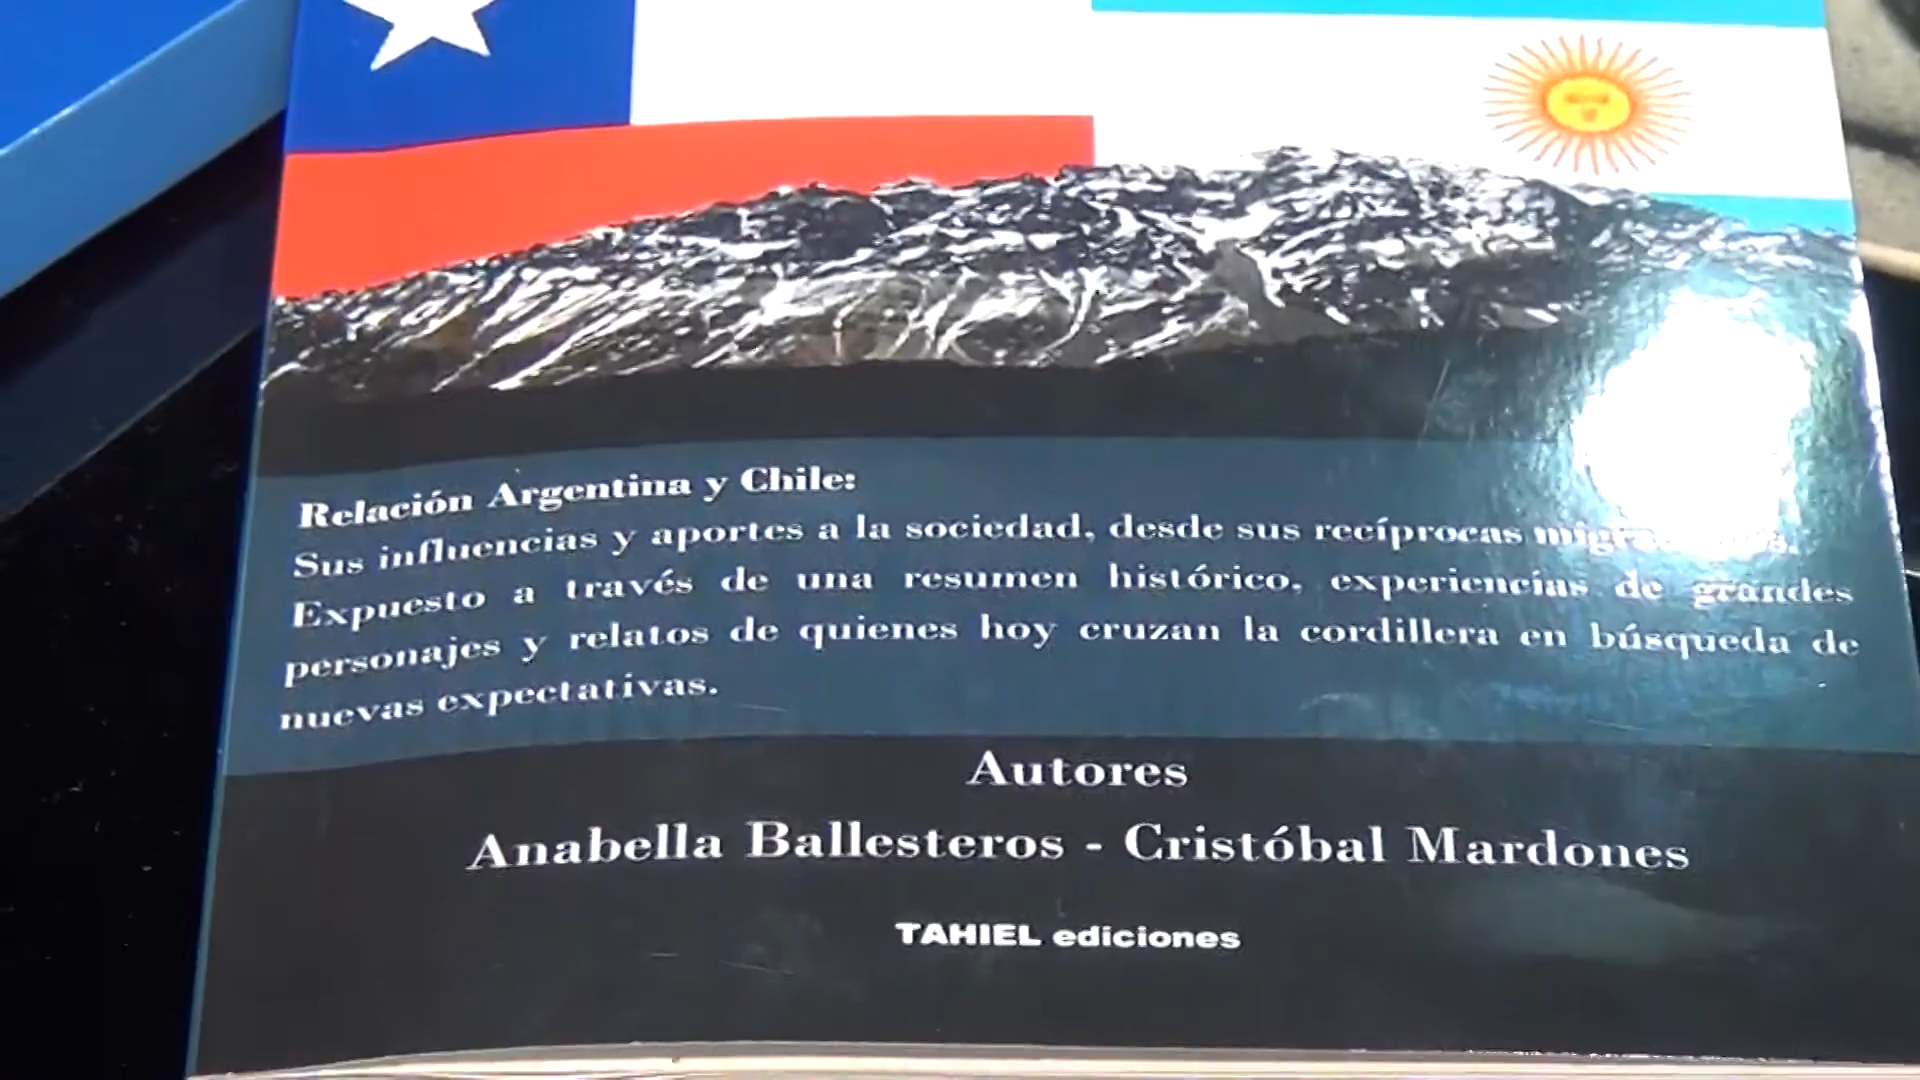 Relación Argentina y Chile:
Sus influencias y aportes a la sociedad, desde sus recíprocas
Expuesto a través de una resumen histórico, experiencias de grandes
personajes y relatos de quienes hoy cruzan la cordillera en búsqueda de
nuevas expectativas.
Autores
Anabella Ballesteros - Cristóbal Mardones
TAHIEL ediciones